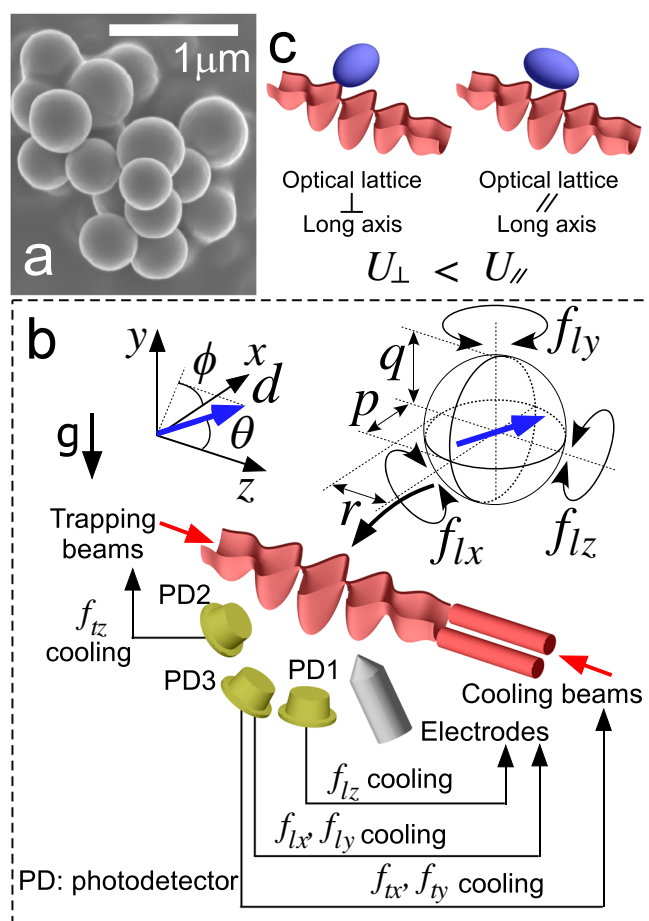 1μm
a
c
Optical lattice
⊥
Long axis
Optical lattice
//
Long axis
U⊥ < U//
b
y
ϕ
x
d
θ
z
g
q
p
r
f_ly
f_lx
f_lz
Trapping
beams
PD2
f_tz
cooling
PD3
PD1
Cooling beams
Electrodes
f_lz cooling
f_lx, f_ly cooling
PD: photodetector
f_tx, f_ty cooling